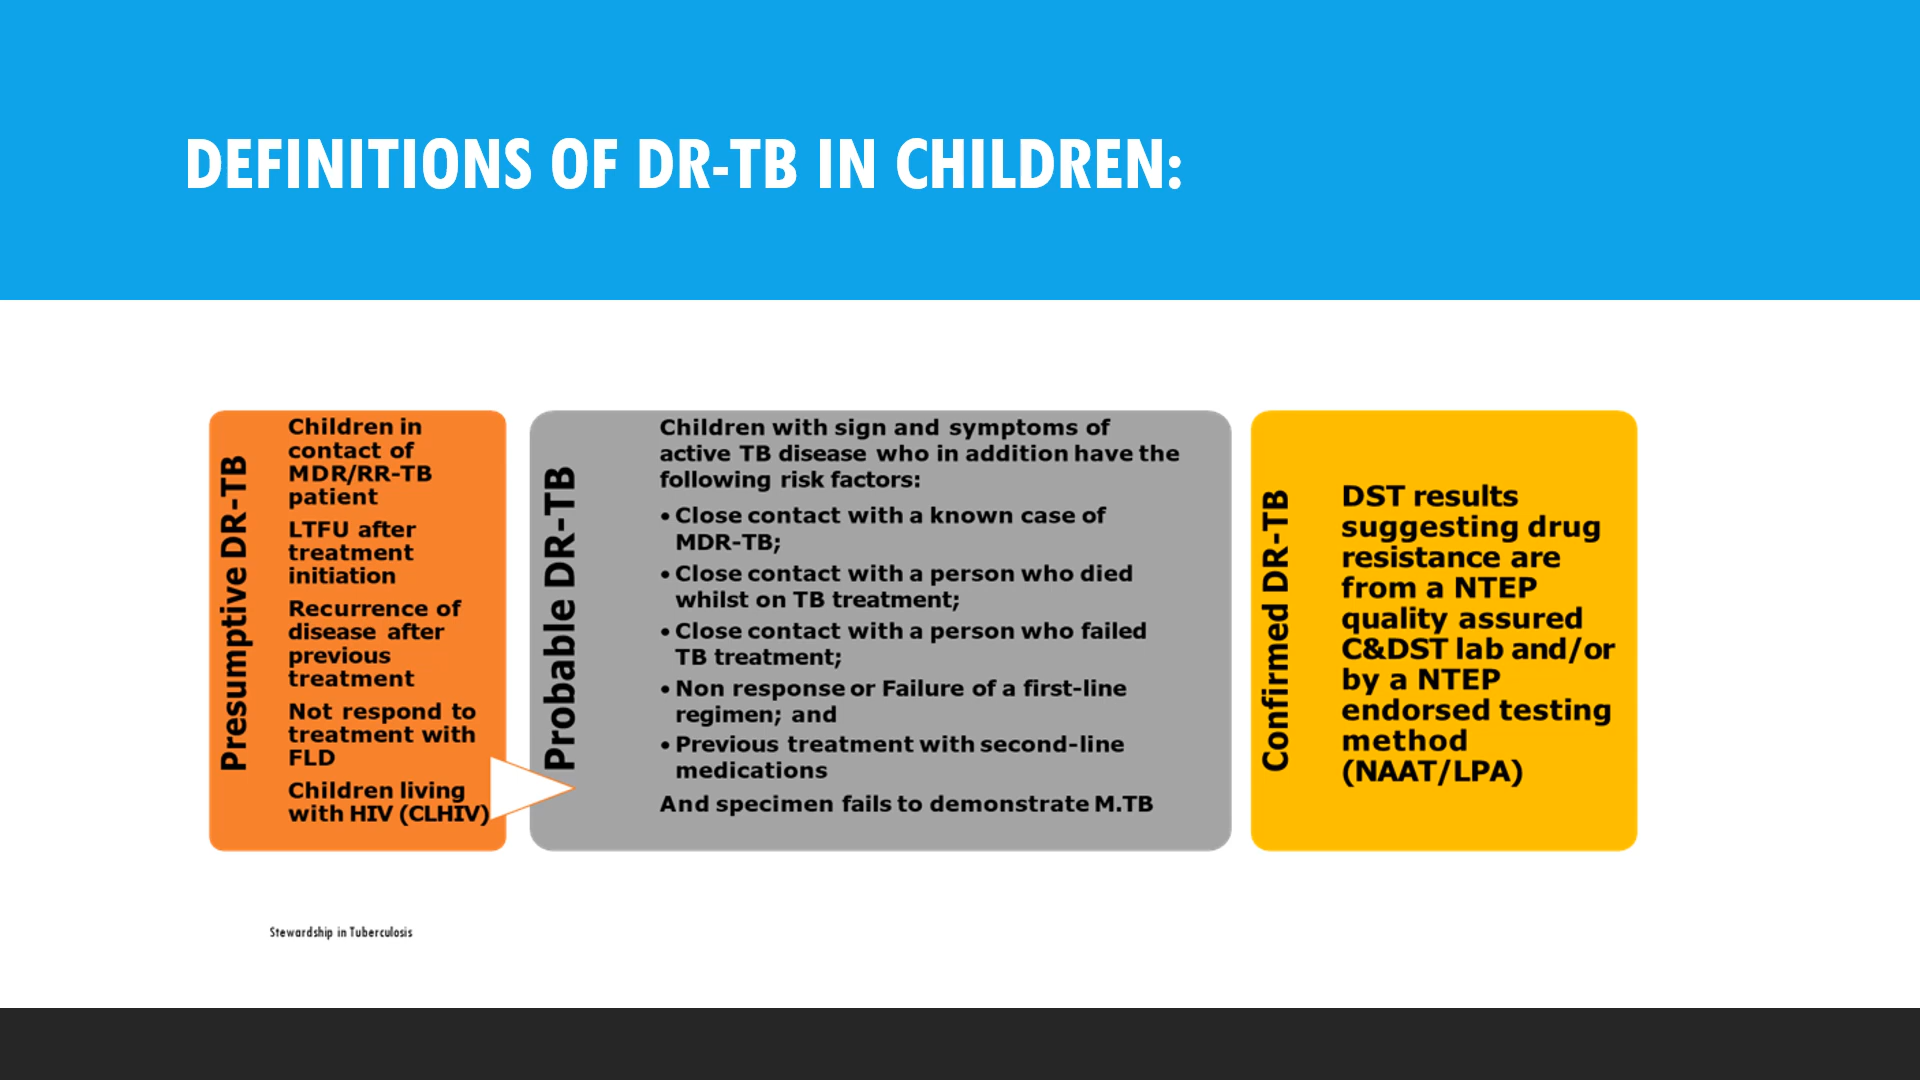 DEFINITIONS OF DR-TB IN CHILDREN:
Presumptive DR-TB
Children in
contact of
MDR/RR-TB
patient
LTFU after
treatment
initiation
Recurrence of
disease after
previous
treatment
Not respond to
treatment with
FLD
Children living
with HIV (CLHIV)
Probable DR-TB
Children with sign and symptoms of
active TB disease who in addition have the
following risk factors:
• Close contact with a known case of
MDR-TB;
• Close contact with a person who died
whilst on TB treatment;
• Close contact with a person who failed
TB treatment;
• Non response or Failure of a first-line
regimen; and
• Previous treatment with second-line
medications
And specimen fails to demonstrate M.TB
Confirmed DR-TB
DST results
suggesting drug
resistance are
from a NTEP
quality assured
C&DST lab and/or
by a NTEP
endorsed testing
method
(NAAT/LPA)
Stewardship in Tuberculosis